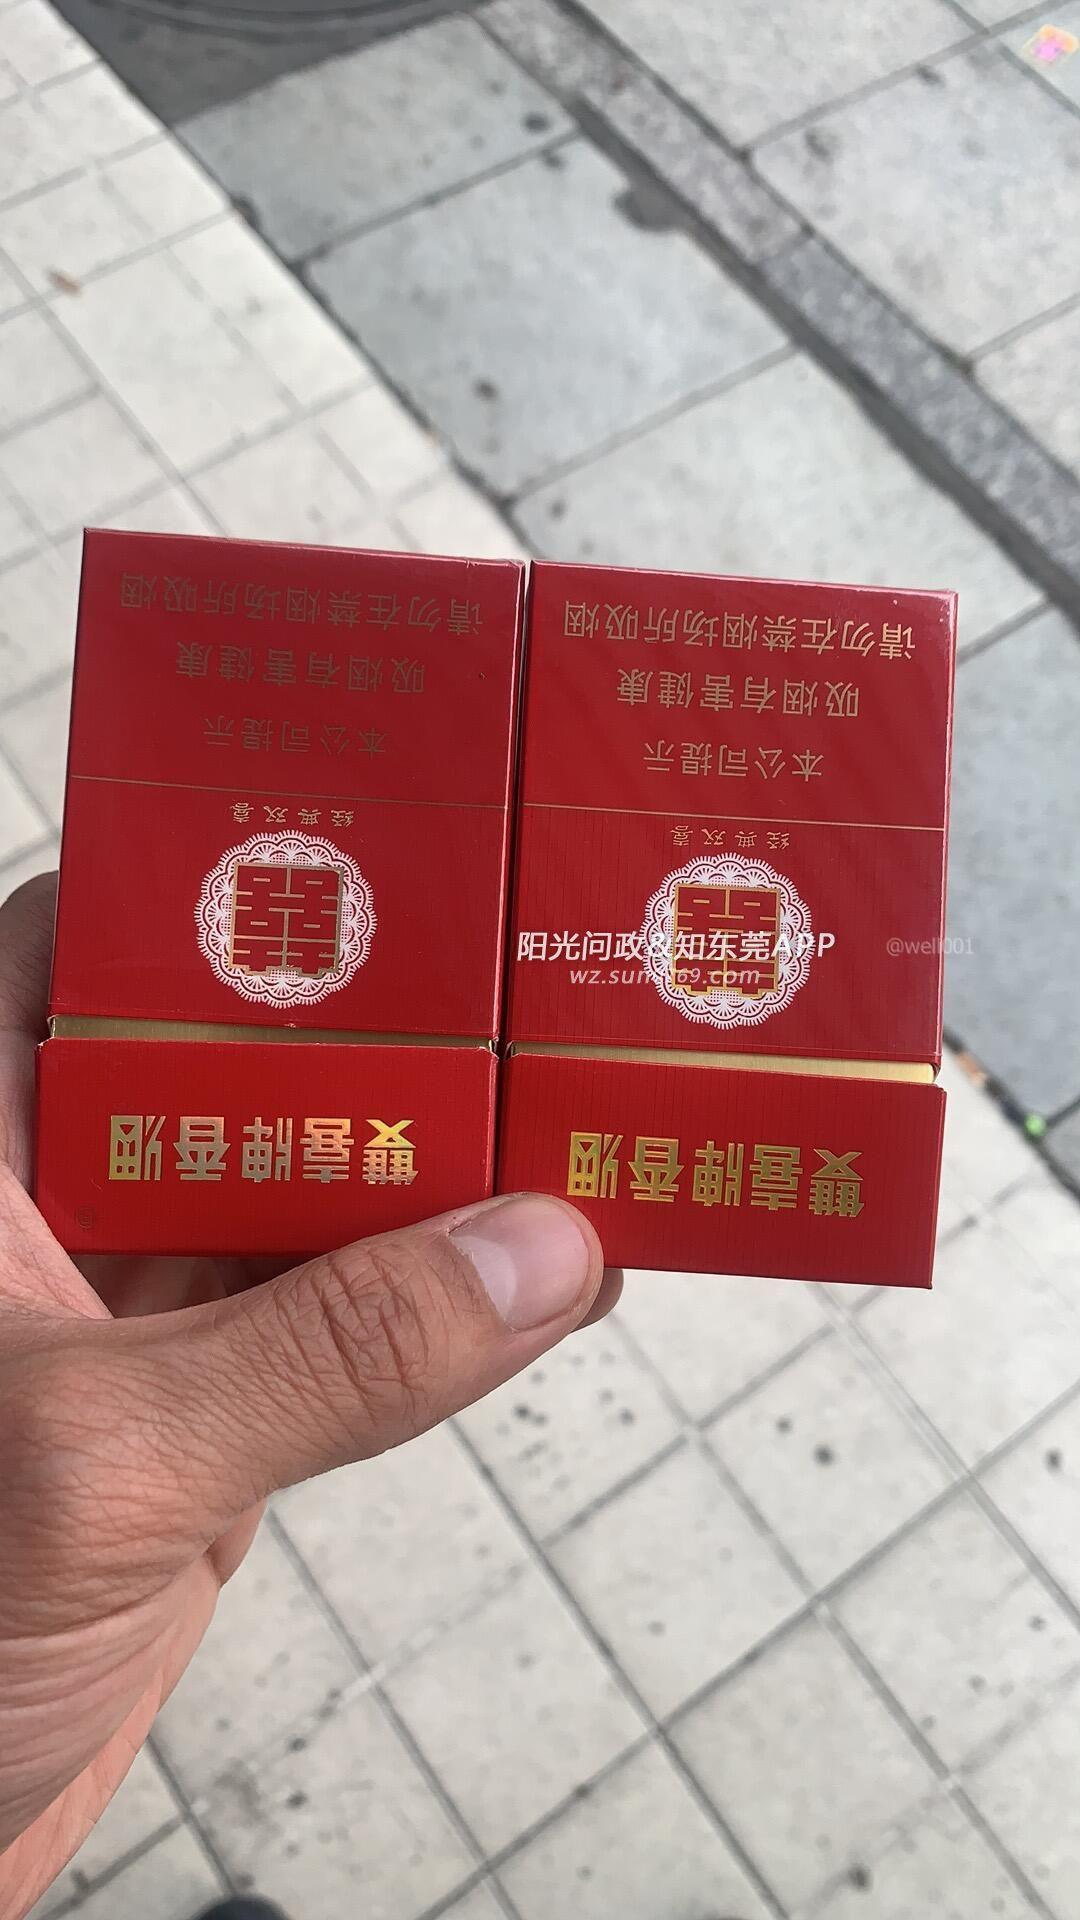 请勿在禁烟场所吸烟
吸烟有害健康
本公司提示
经典双喜
雙喜牌香烟
请勿在禁烟场所吸烟
吸烟有害健康
本公司提示
经典双喜
雙喜牌香烟
阳光问政&知东莞APP
@well001